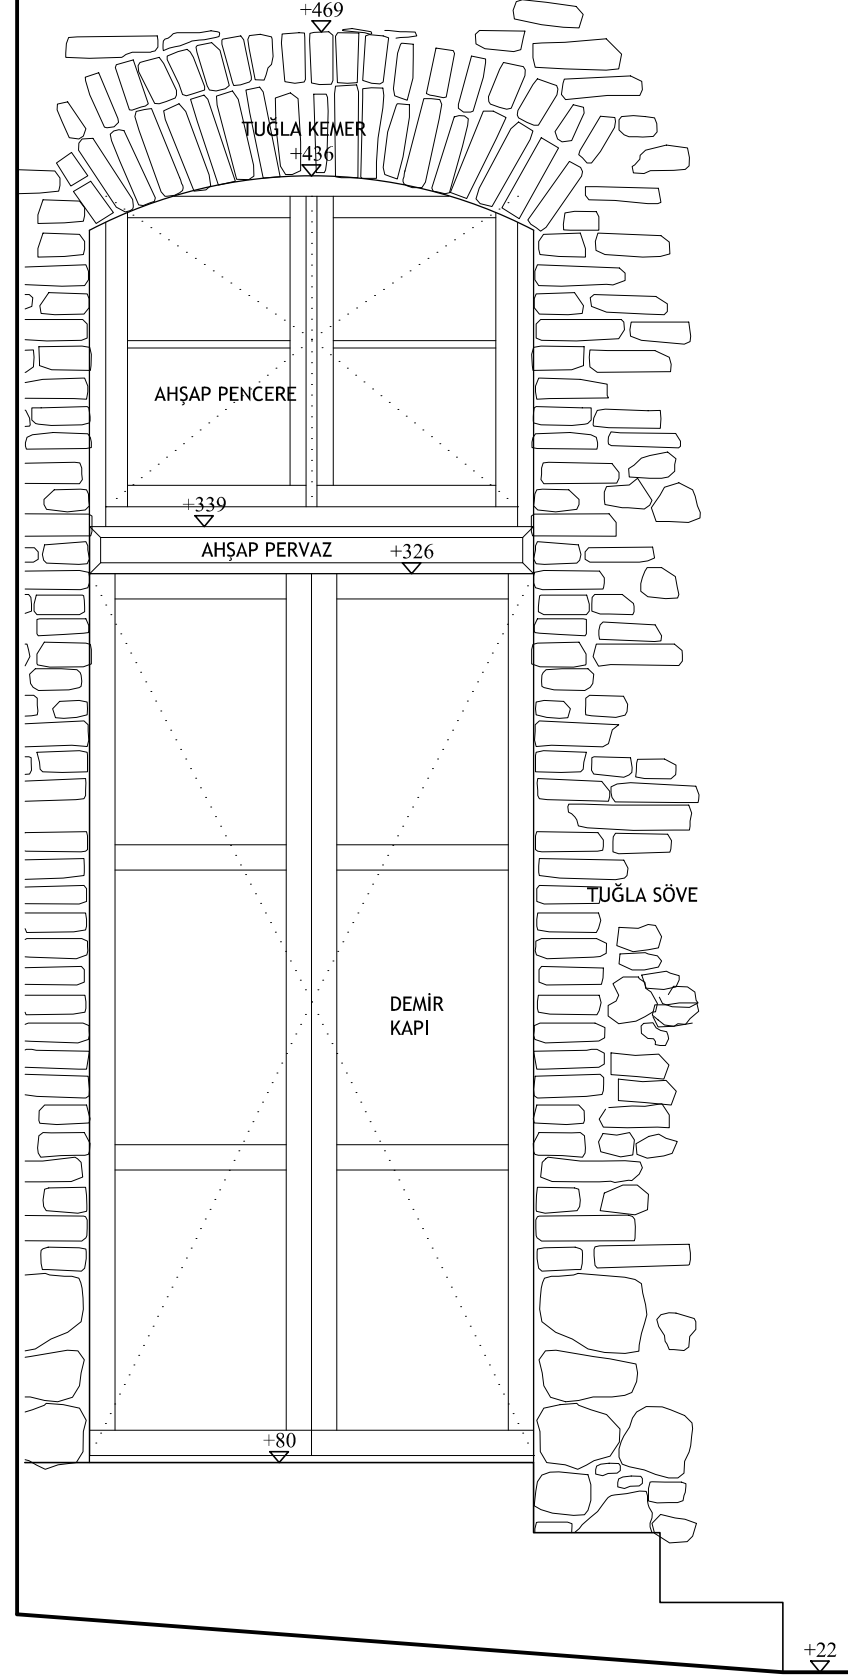 +469
TUĞLA KEMER
+436
AHŞAP PENCERE
+339
AHŞAP PERVAZ
+326
TUĞLA SÖVE
DEMİR
KAPI
+80
+22